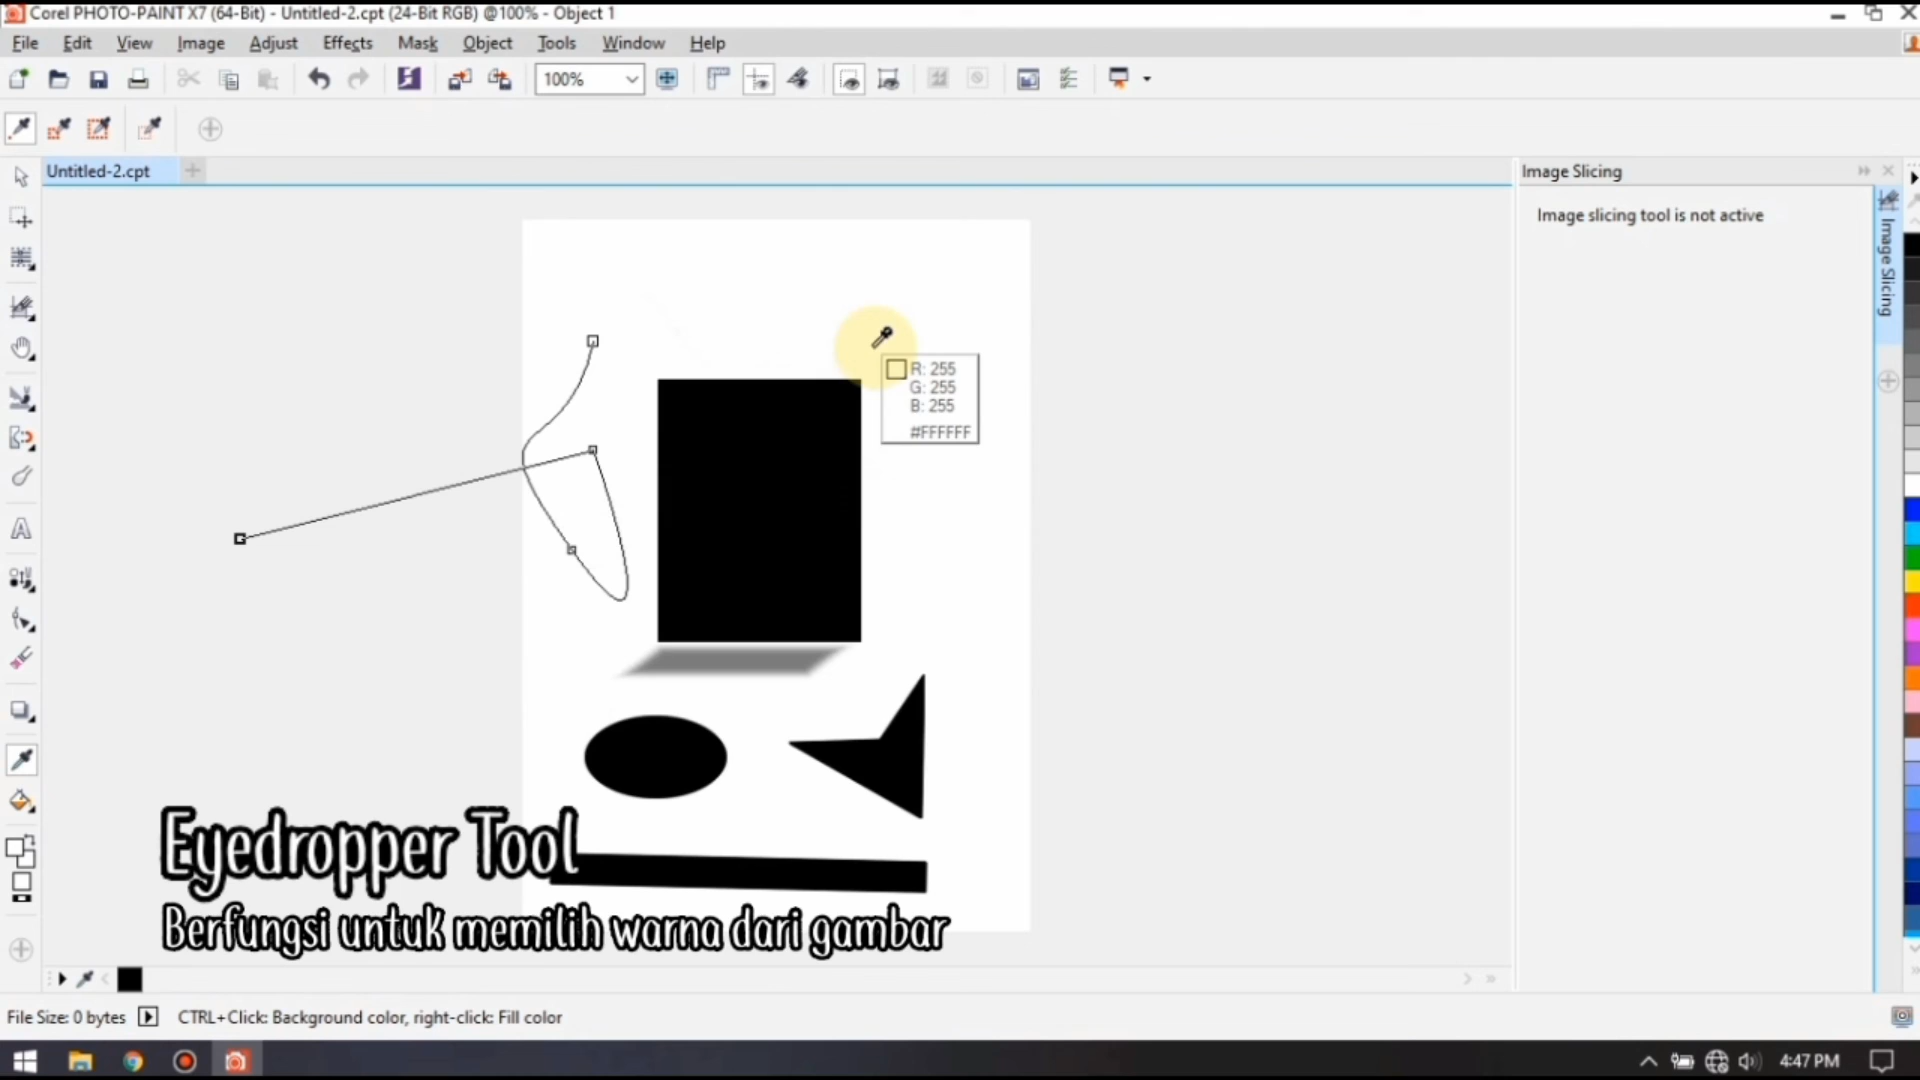 Corel PHOTO-PAINT X7 (64-Bit) - Untitled-2.cpt (24-Bit RGB) @100% - Object 1
File Edit View Image Adjust Effects Mask Object Tools Window Help
100%
Untitled-2.cpt
Image Slicing
Image slicing tool is not active
Image Slicing
R: 255
G: 255
B: 255
#FFFFFF
Eyedropper Tool
Berfungsi untuk memilih warna dari gambar
File Size: 0 bytes CTRL+Click: Background color, right-click: Fill color
4:47 PM